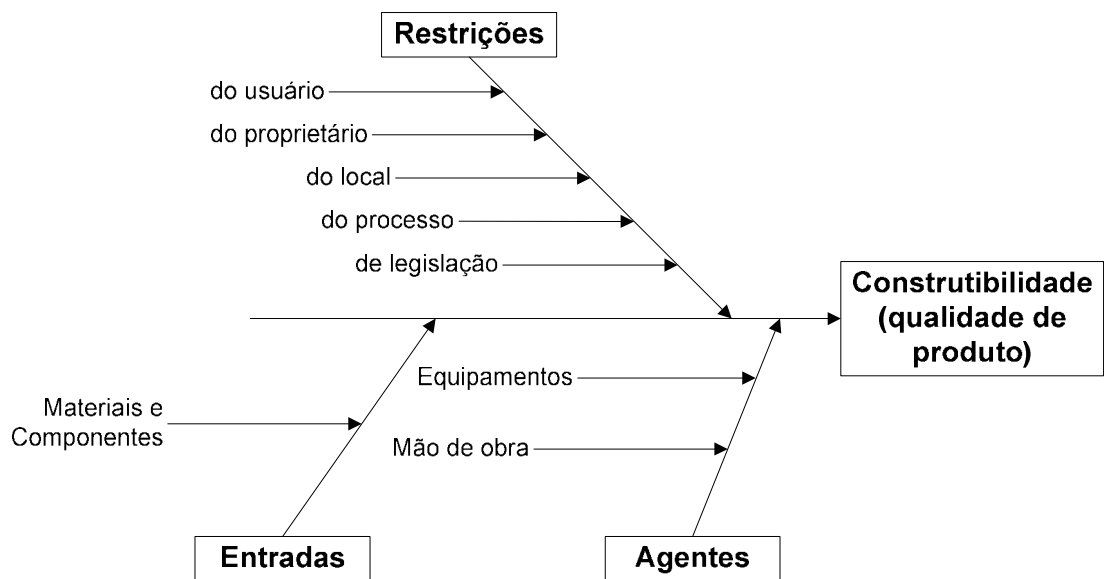 Restrições
do usuário
do proprietário
do local
do processo
de legislação
Construtibilidade
(qualidade de
produto)
Equipamentos
Materiais e
Componentes
Mão de obra
Entradas
Agentes